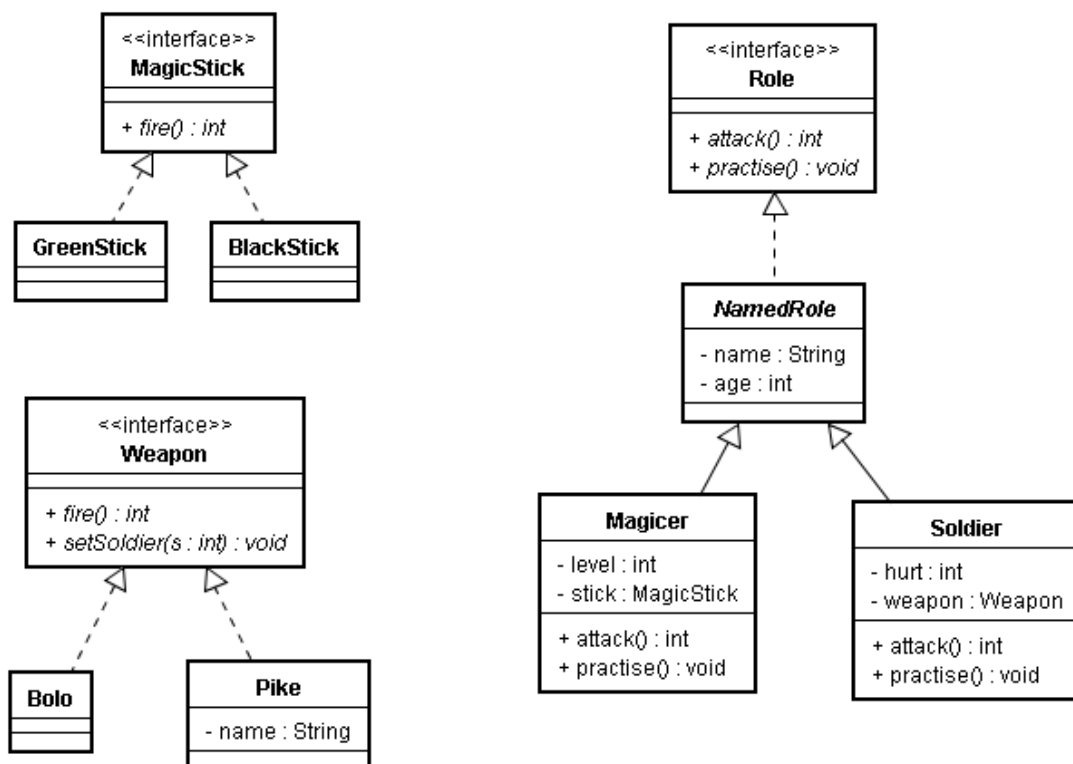 <<interface>>
MagicStick
+ fire() : int
GreenStick
BlackStick
<<interface>>
Weapon
+ fire() : int
+ setSoldier(s : int) : void
Bolo
Pike
- name : String
<<interface>>
Role
+ attack() : int
+ practise() : void
NamedRole
- name : String
- age : int
Magicer
- level : int
- stick : MagicStick
+ attack() : int
+ practise() : void
Soldier
- hurt : int
- weapon : Weapon
+ attack() : int
+ practise() : void